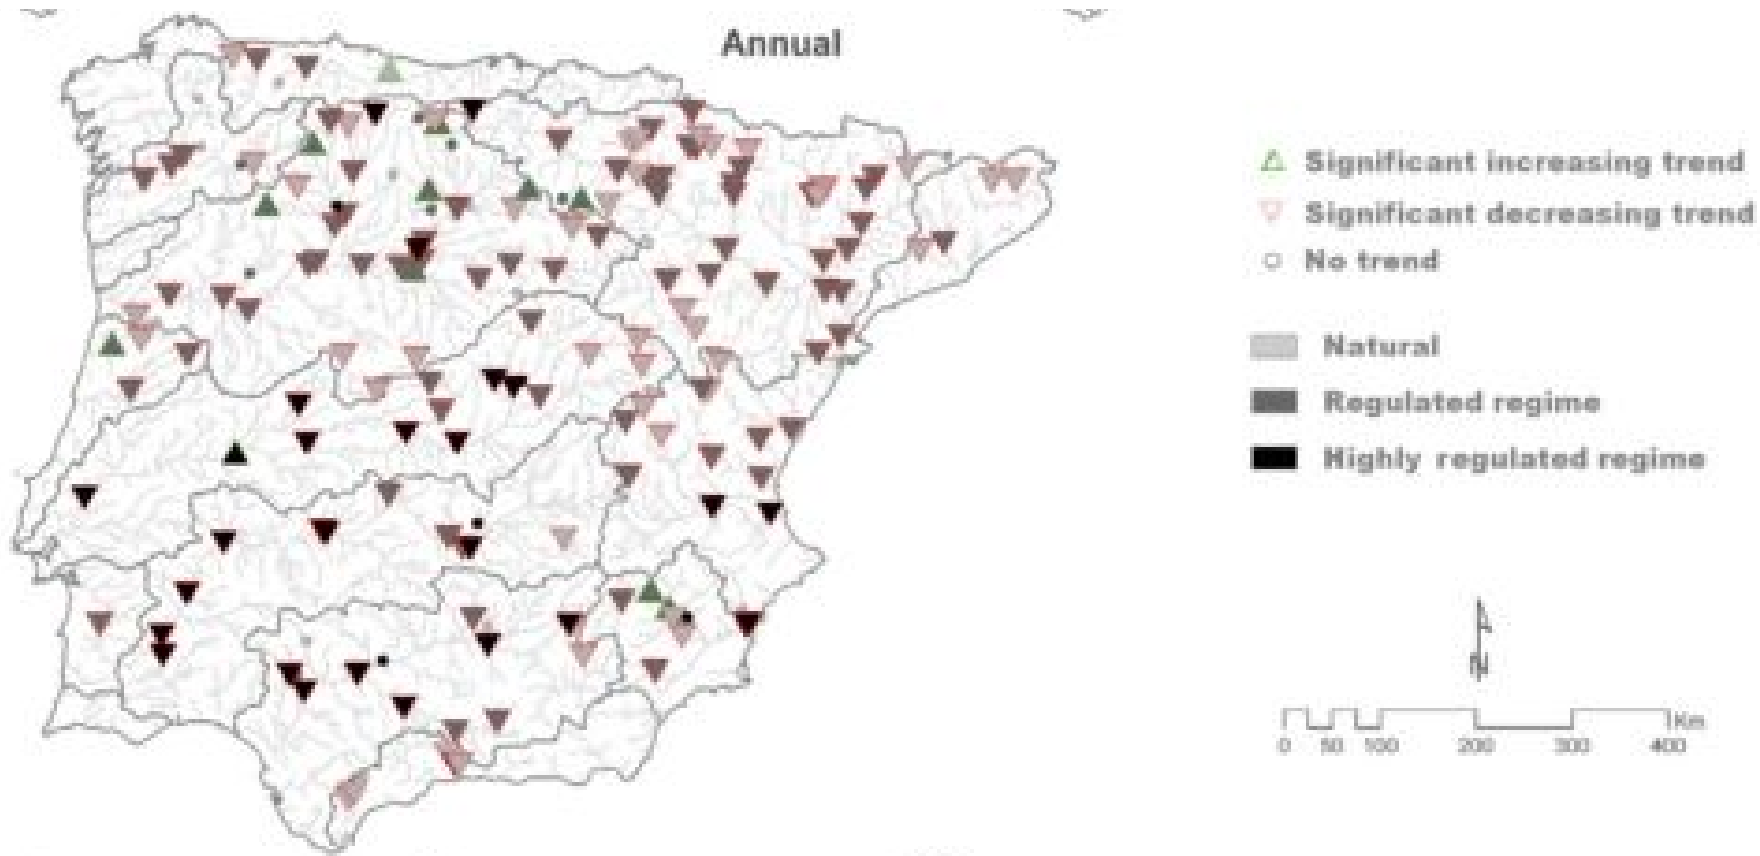 Annual
Significant increasing trend
Significant decreasing trend
No trend
Natural
Regulated regime
Highly regulated regime
N
Km
0 50 100 200 300 400